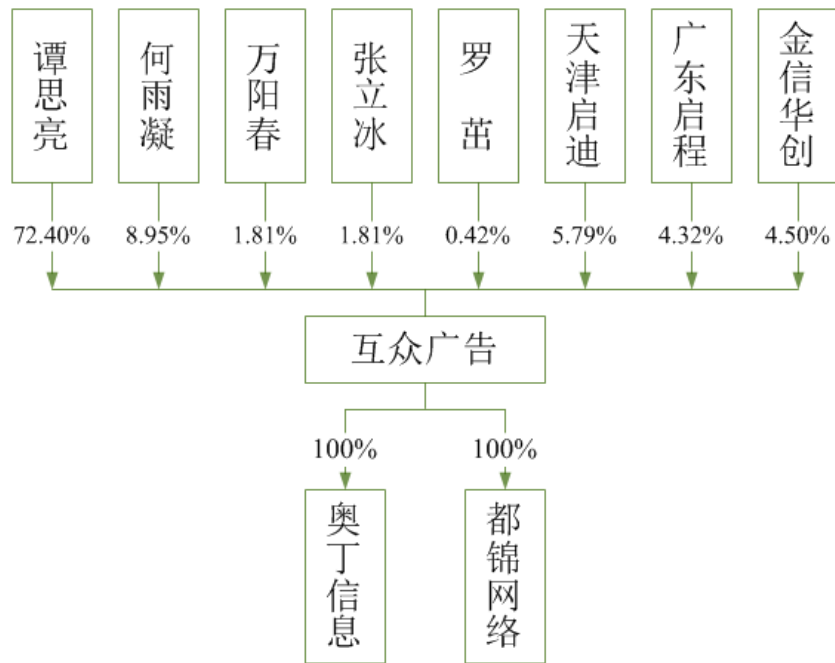 谭思亮
何雨凝
万阳春
张立冰
罗茁
天津启迪
广东启程
金信华创
72.40%
8.95%
1.81%
1.81%
0.42%
5.79%
4.32%
4.50%
互众广告
100%
100%
奥丁信息
都锦网络